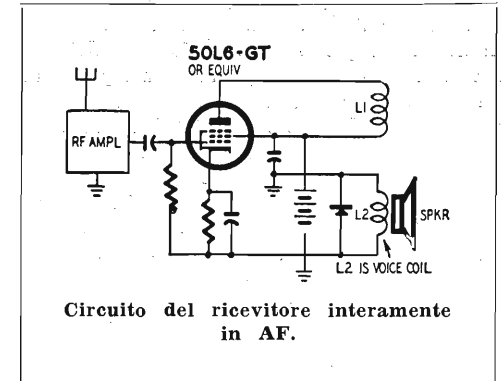 50L6-GT
OR EQUIV
RF AMPL
L1
L2
SPKR
L2 IS VOICE COIL
Circuito del ricevitore interamente
in AF.